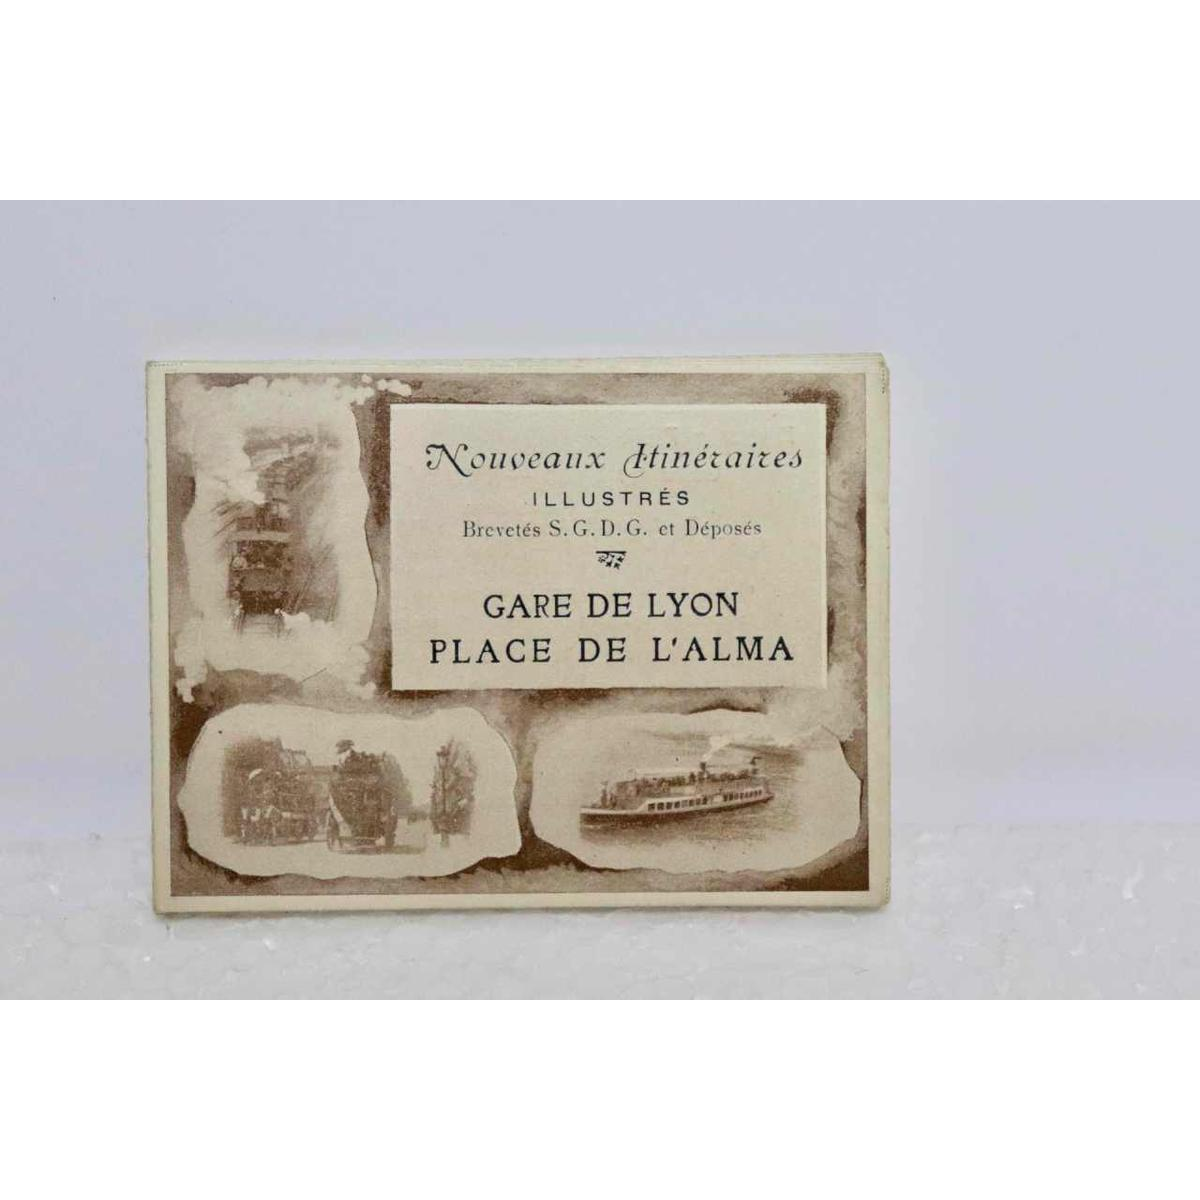 Nouveaux Itinéraires
ILLUSTRÉS
Brevetés S.G.D.G. et Déposés
GARE DE LYON
PLACE DE L'ALMA